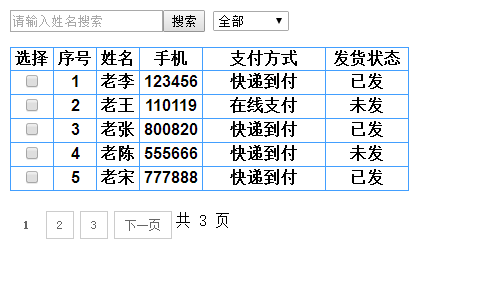 请输入姓名搜索 搜索 全部
选择 序号 姓名 手机 支付方式 发货状态
1 老李 123456 快递到付 已发
2 老王 110119 在线支付 未发
3 老张 800820 快递到付 已发
4 老陈 555666 快递到付 未发
5 老宋 777888 快递到付 已发
1 2 3 下一页 共 3 页